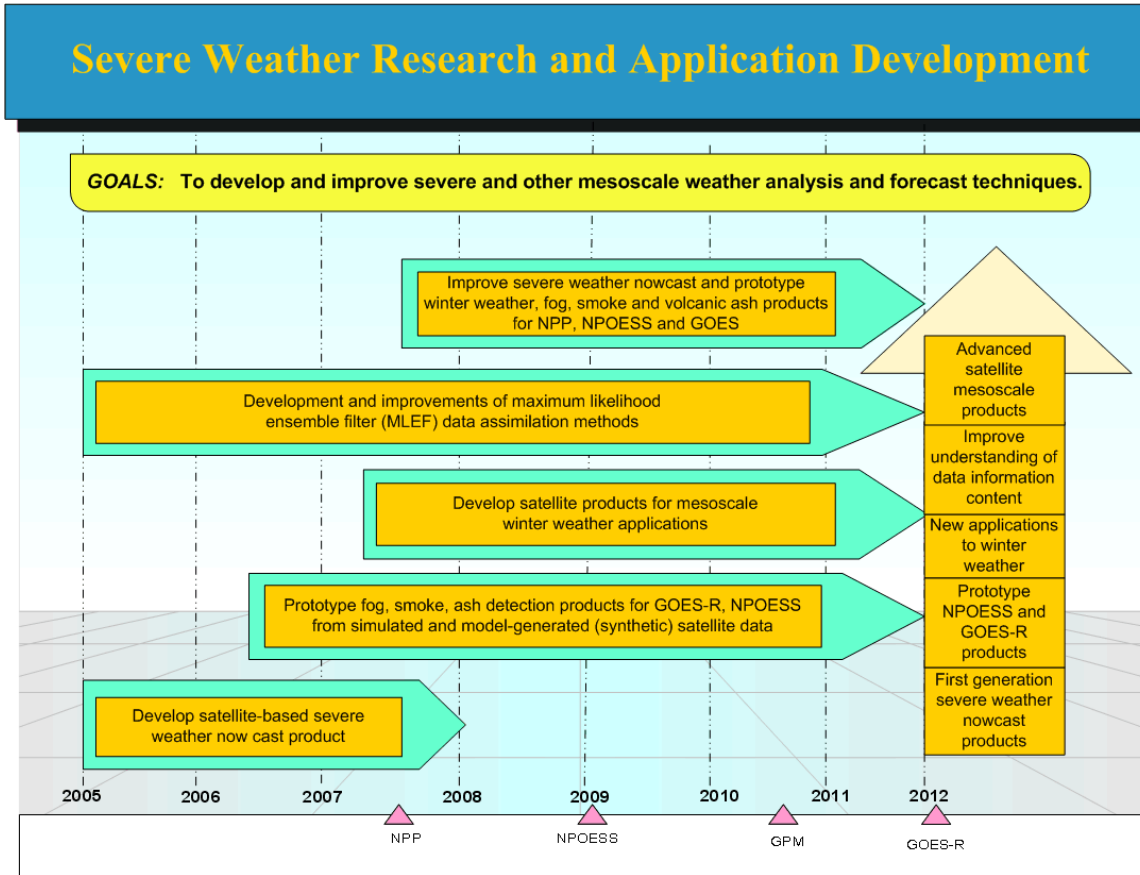 Severe Weather Research and Application Development
GOALS: To develop and improve severe and other mesoscale weather analysis and forecast techniques.
Improve severe weather nowcast and prototype
winter weather, fog, smoke and volcanic ash products
for NPP, NPOESS and GOES
Development and improvements of maximum likelihood
ensemble filter (MLEF) data assimilation methods
Develop satellite products for mesoscale
winter weather applications
Prototype fog, smoke, ash detection products for GOES-R, NPOESS
from simulated and model-generated (synthetic) satellite data
Develop satellite-based severe
weather now cast product
Advanced
satellite
mesoscale
products
Improve
understanding of
data information
content
New applications
to winter
weather
Prototype
NPOESS and
GOES-R
products
First generation
severe weather
nowcast
products
2005 2006 2007 2008 2009 2010 2011 2012
NPP NPOESS GPM GOES-R